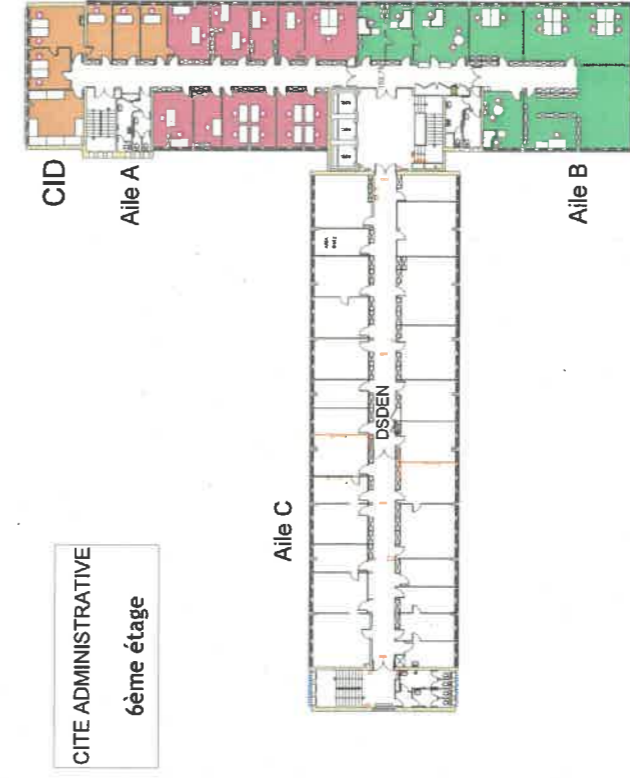 CITE ADMINISTRATIVE
6ème étage
CID
Aile A
Aile C
DSDEN
Aile B